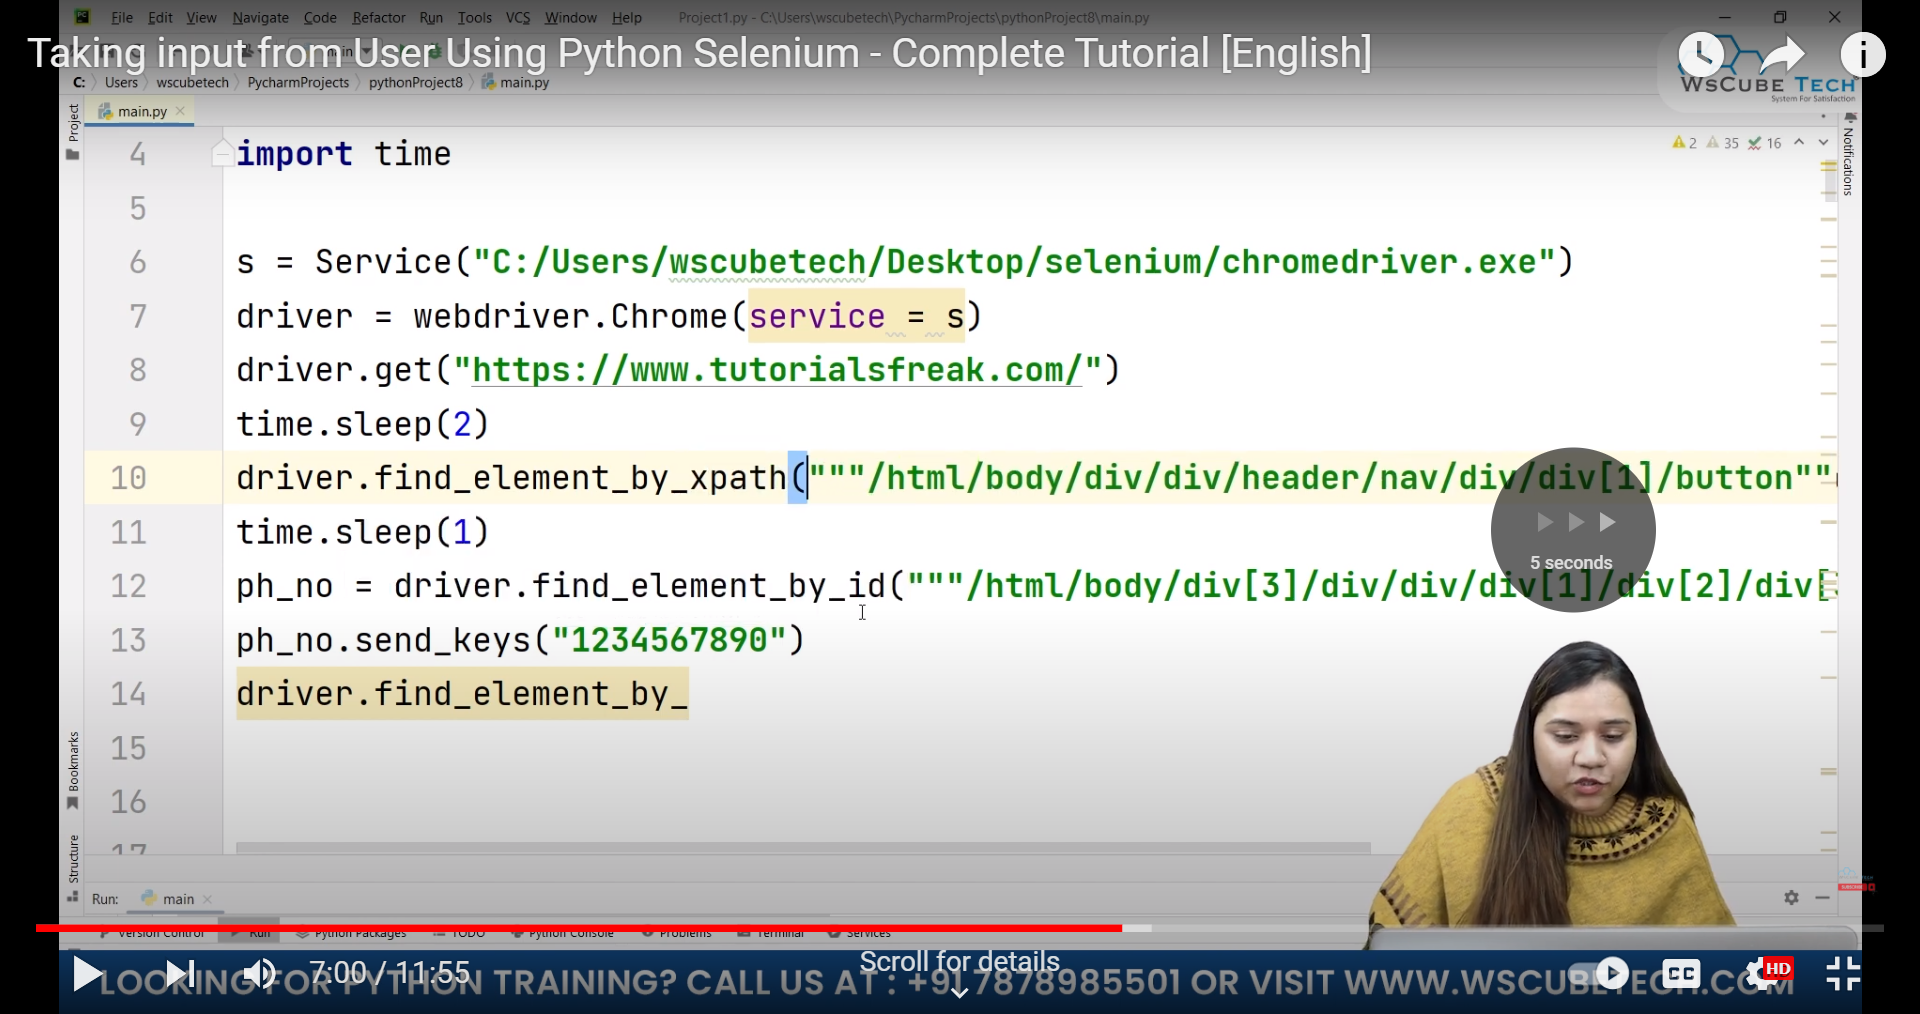 File Edit View Navigate Code Refactor Run Tools VCS Window Help Project1.py - C:\Users\wscubetech\PycharmProjects\pythonProject8\main.py
Taking input from User Using Python Selenium - Complete Tutorial [English]
C: Users wscubetech PycharmProjects pythonProject8 main.py
WSCUBE TECH
System For Satisfaction
main.py
Project
Notifications
2 35 16
4 import time
5
6 s = Service("C:/Users/wscubetech/Desktop/selenium/chromedriver.exe")
7 driver = webdriver.Chrome(service = s)
8 driver.get("https://www.tutorialsfreak.com/")
9 time.sleep(2)
10 driver.find_element_by_xpath("""/html/body/div/div/header/nav/div/div[1]/button""
11 time.sleep(1)
5 seconds
12 ph_no = driver.find_element_by_id("""/html/body/div[3]/div/div/div[1]/div[2]/div[
13 ph_no.send_keys("1234567890")
14 driver.find_element_by_
15
16
17
Bookmarks
Structure
Run: main
Version Control Run Python Packages TODO Python Console Problems Terminal Services
Scroll for details
7:00 / 11:55
CC HD
LOOKING FOR PYTHON TRAINING? CALL US AT : +91 7878985501 OR VISIT WWW.WSCUBETECH.COM